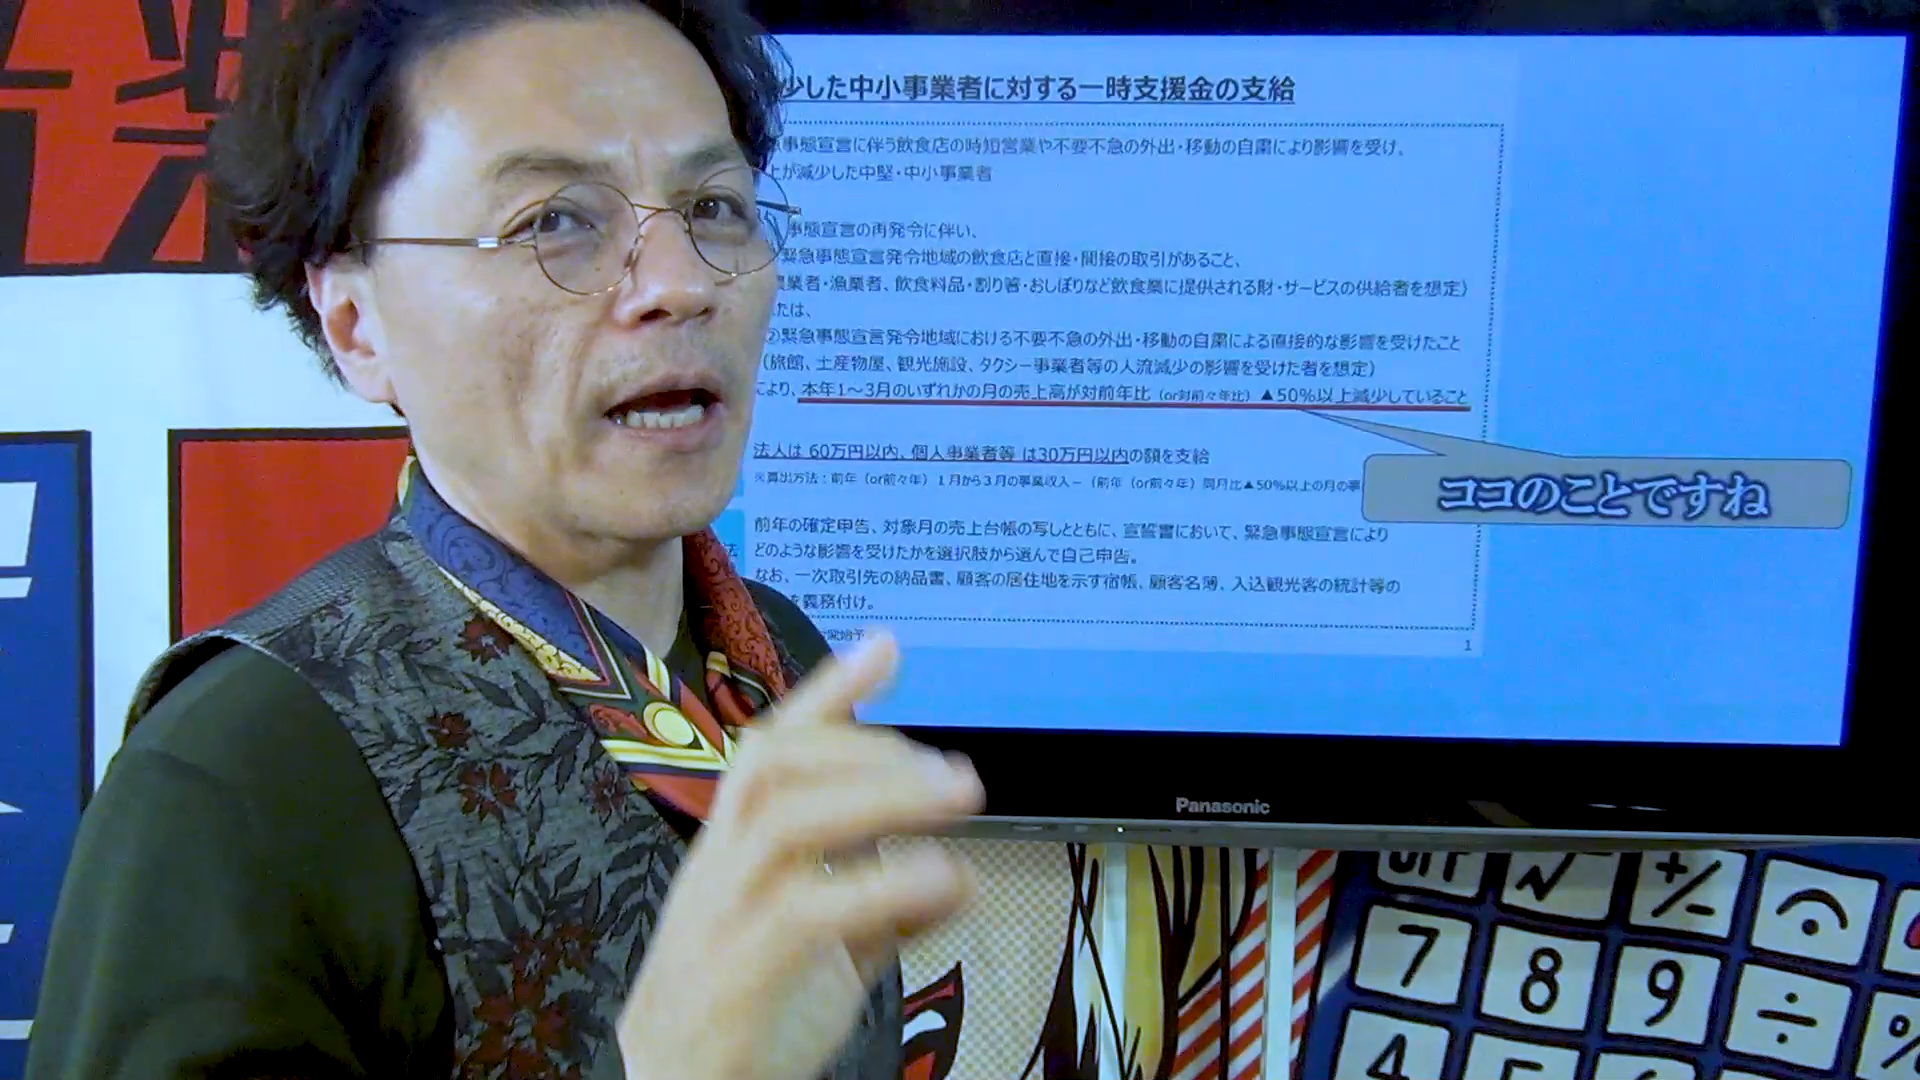 少した中小事業者に対する一時支援金の支給
事態宣言に伴う飲食店の時短営業や不要不急の外出・移動の自粛により影響を受け、
上が減少した中堅・中小事業者
事態宣言の再発令に伴い、
緊急事態宣言発令地域の飲食店と直接・間接の取引があること、
業者・漁業者、飲食料品・割り箸・おしぼりなど飲食業に提供される財・サービスの供給者を想定）
たは、
②緊急事態宣言発令地域における不要不急の外出・移動の自粛による直接的な影響を受けたこと
（旅館、土産物屋、観光施設、タクシー事業者等の人流減少の影響を受けた者を想定）
により、本年1～3月のいずれかの月の売上高が対前年比（or対前々年比）▲50％以上減少していること
法人は 60万円以内、個人事業者等 は30万円以内の額を支給
※算出方法：前年（or前々年）１月から３月の事業収入－（前年（or前々年）同月比▲50%以上の月の事
ココのことですね
前年の確定申告、対象月の売上台帳の写しとともに、宣誓書において、緊急事態宣言により
法 どのような影響を受けたかを選択肢から選んで自己申告。
なお、一次取引先の納品書、顧客の居住地を示す宿帳、顧客名簿、入込観光客の統計等の
を義務付け。
開始予
1
Panasonic
OFF √ +/-
7 8 9 ÷
4 %